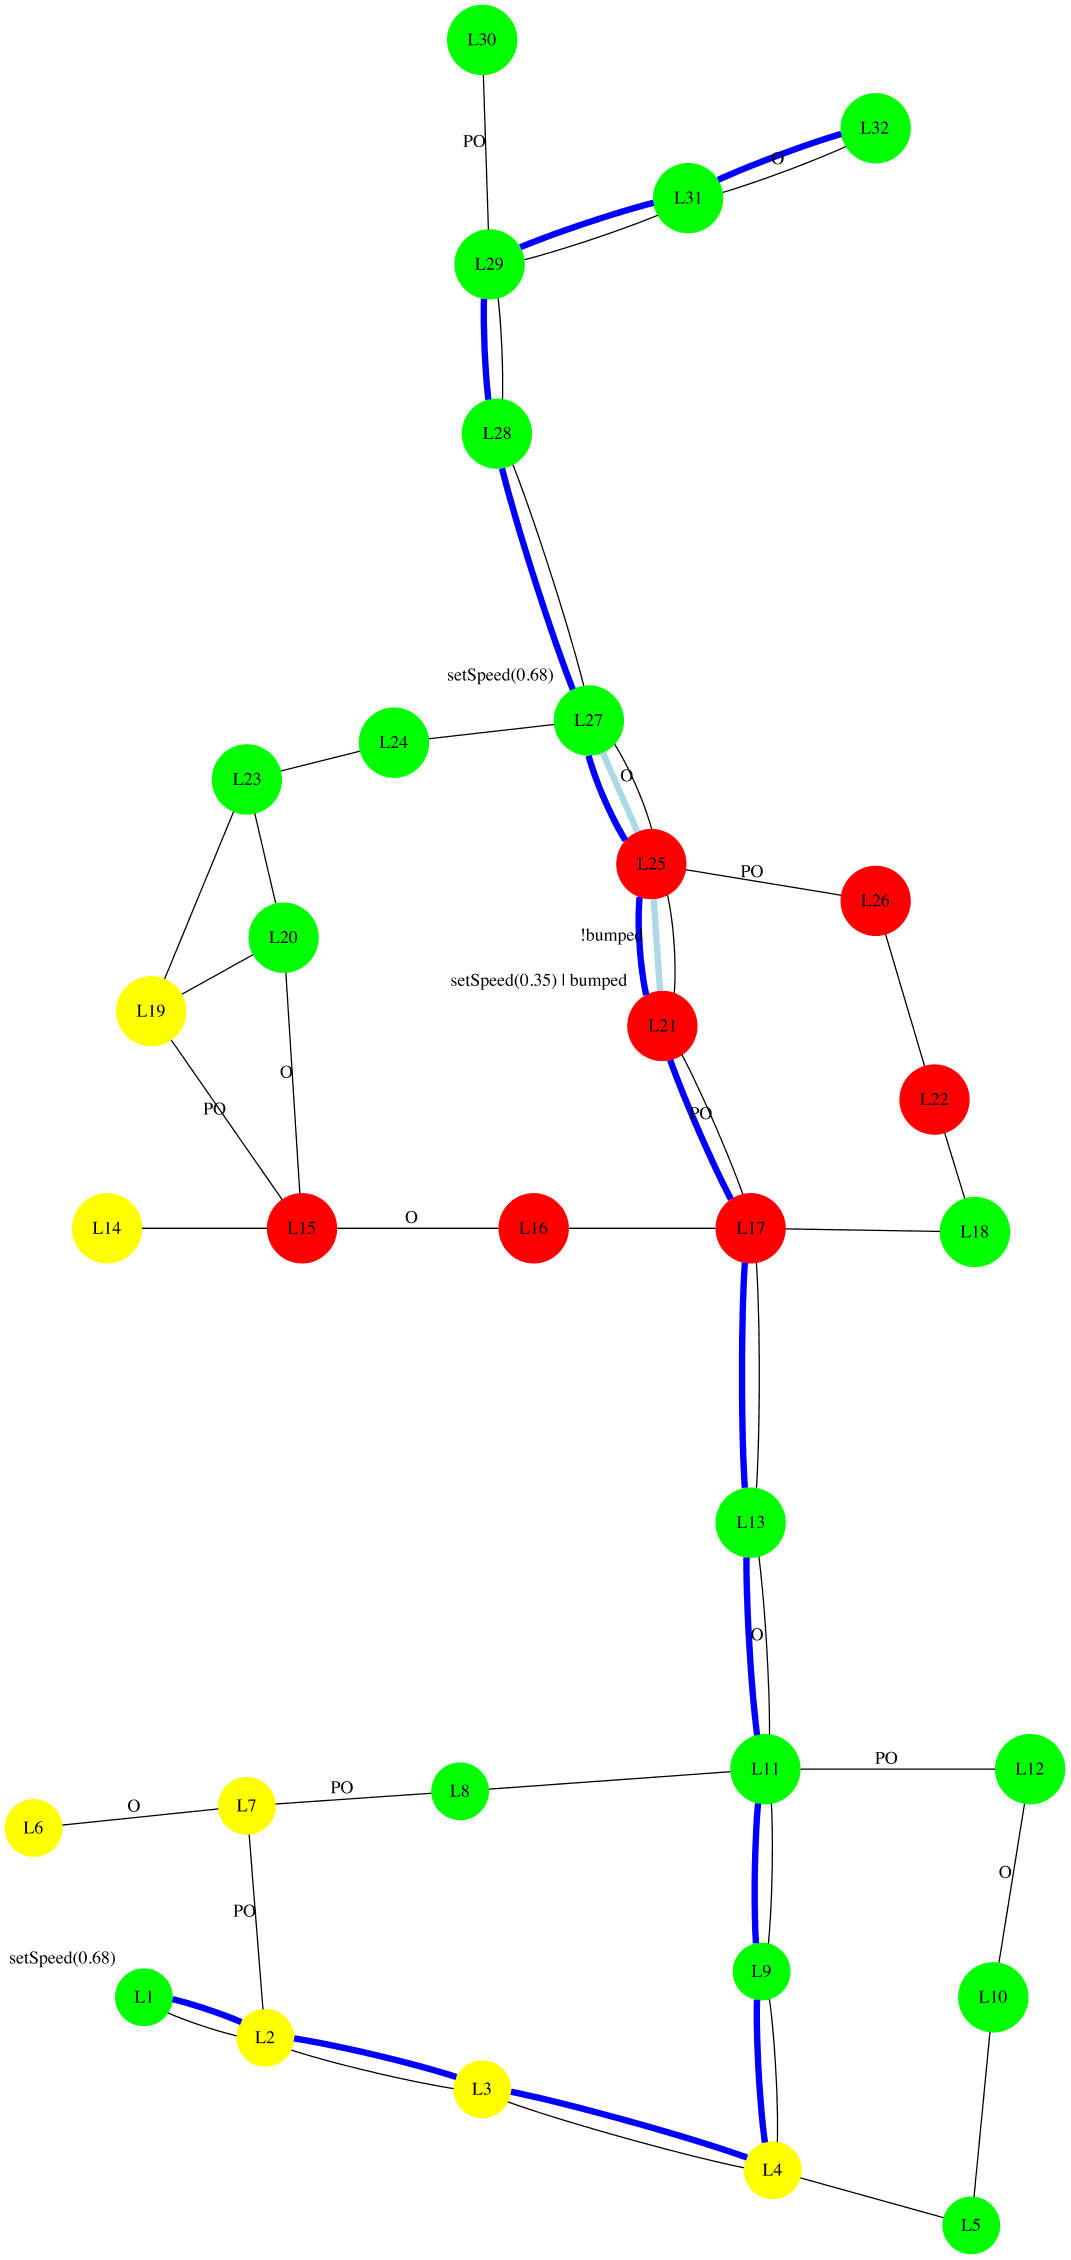 L30
L32
O
PO
L31
L29
L28
setSpeed(0.68)
L27
L24
L23
O
L25
PO
L26
L20
!bumped
setSpeed(0.35) | bumped
L19
L21
O
L22
PO
PO
L14
L15
O
L16
L17
L18
L13
O
L11
PO
L12
L8
PO
L7
O
L6
O
PO
setSpeed(0.68)
L9
L1
L10
L2
L3
L4
L5